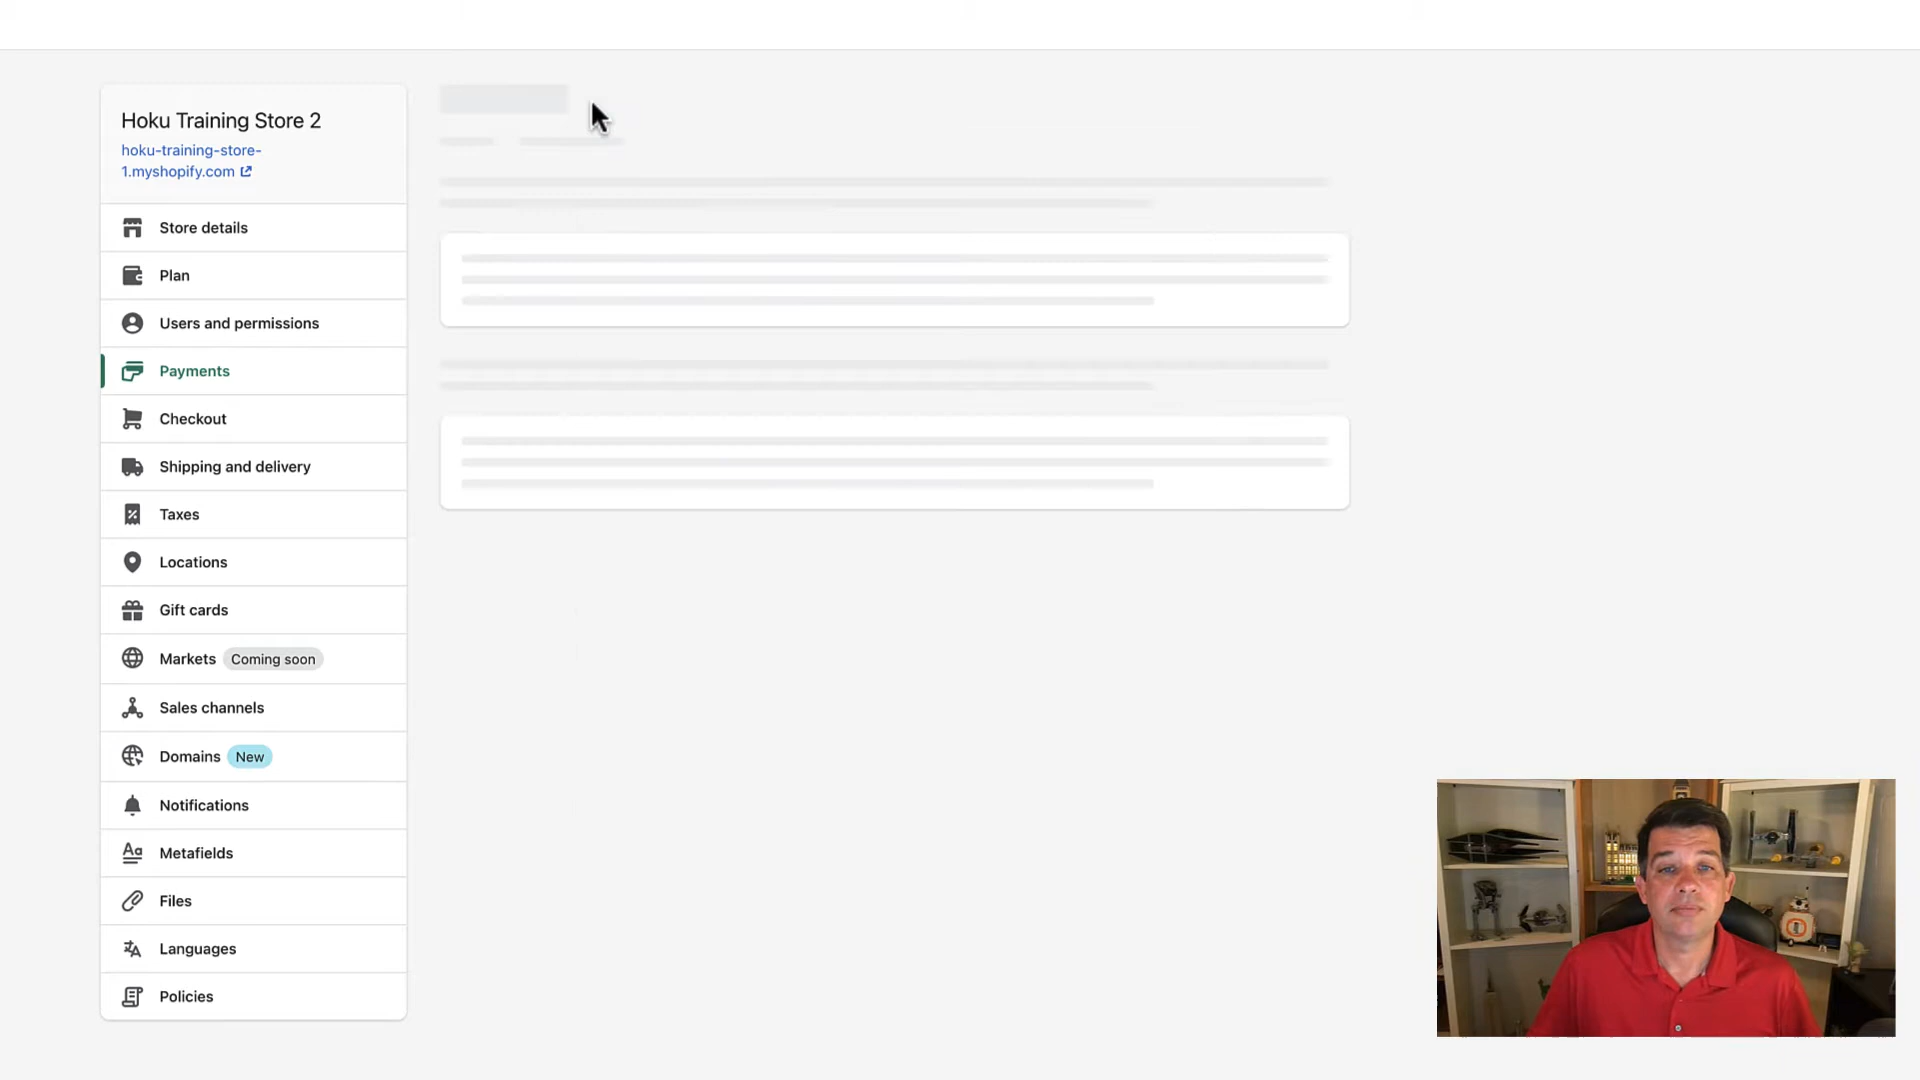 Hoku Training Store 2
hoku-training-store-
1.myshopify.com
Store details
Plan
Users and permissions
Payments
Checkout
Shipping and delivery
Taxes
Locations
Gift cards
Markets Coming soon
Sales channels
Domains New
Notifications
Metafields
Files
Languages
Policies